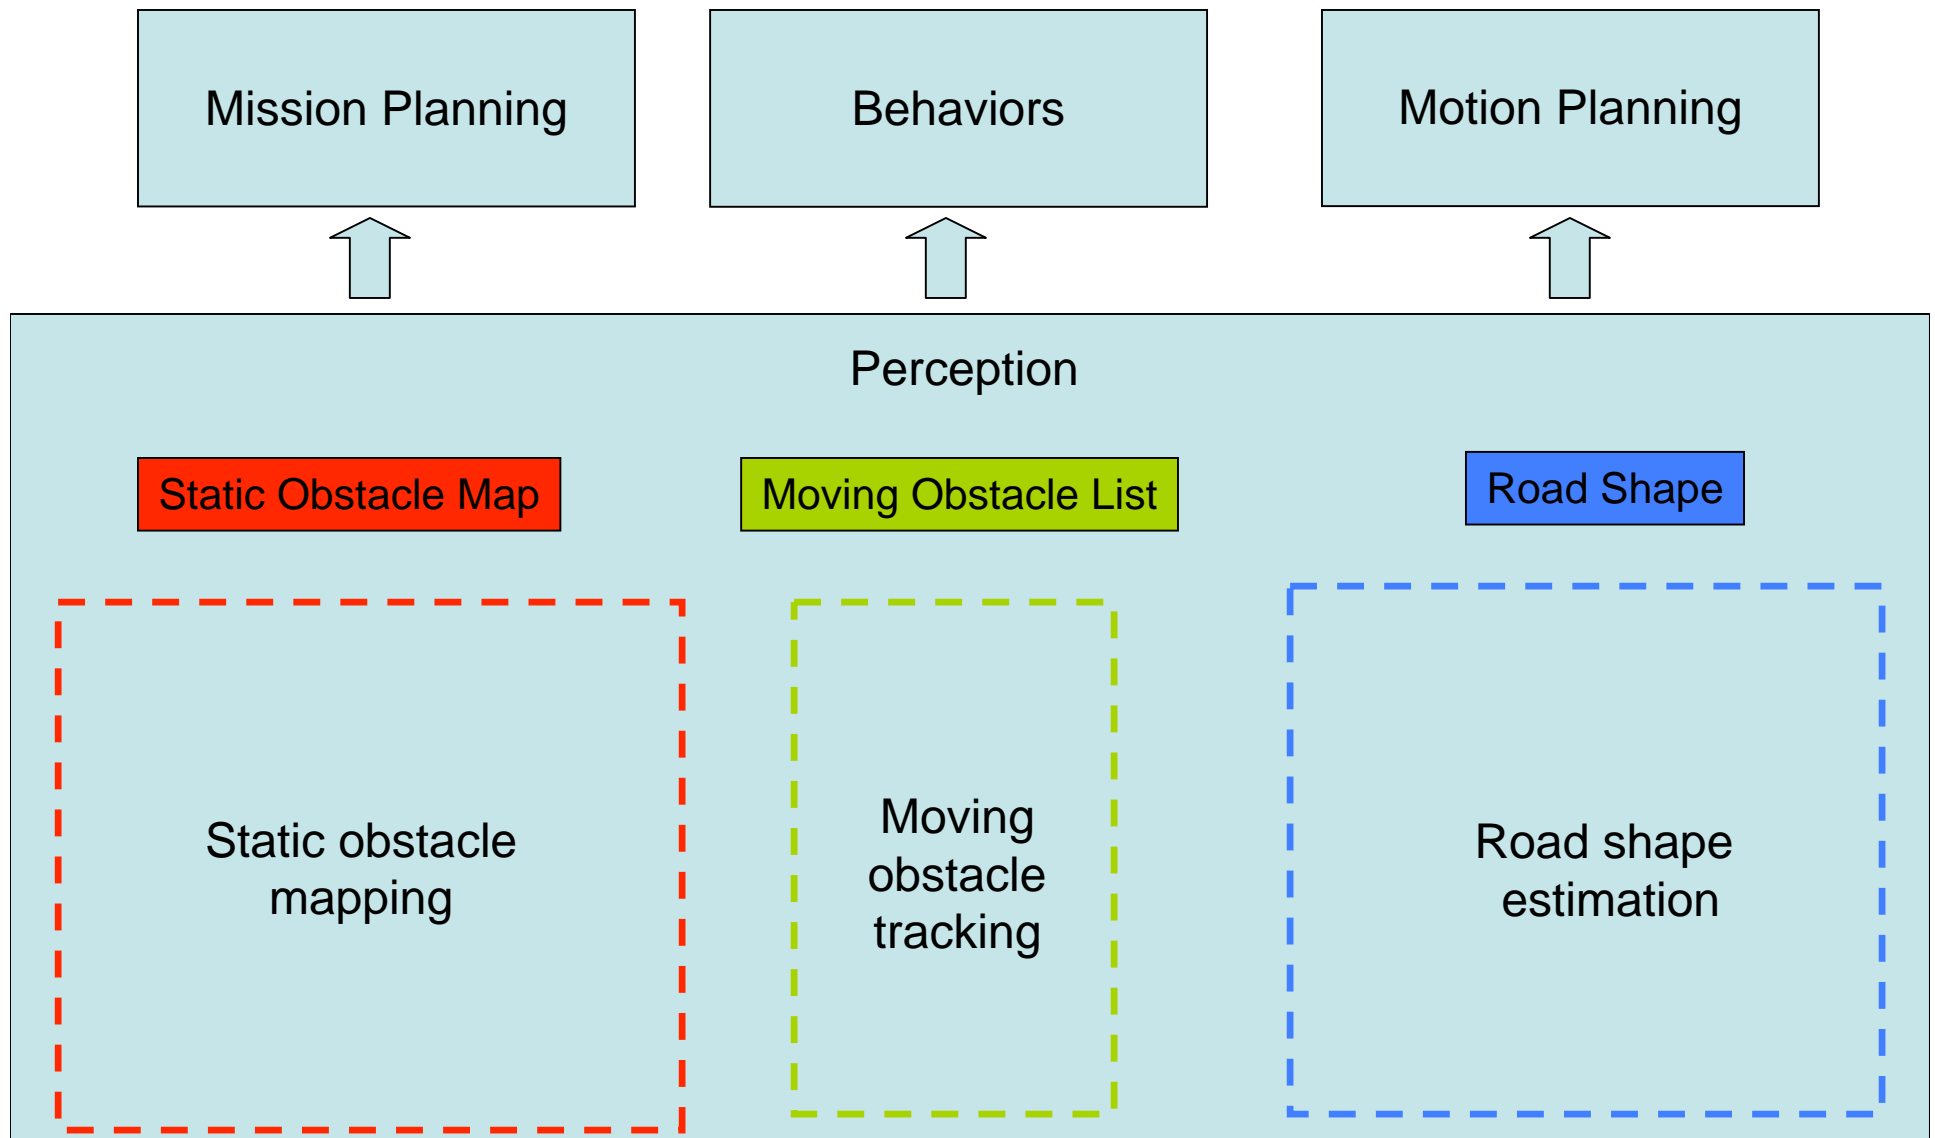 Mission Planning
Behaviors
Motion Planning
Perception
Static Obstacle Map
Moving Obstacle List
Road Shape
Static obstacle
mapping
Moving
obstacle
tracking
Road shape
estimation